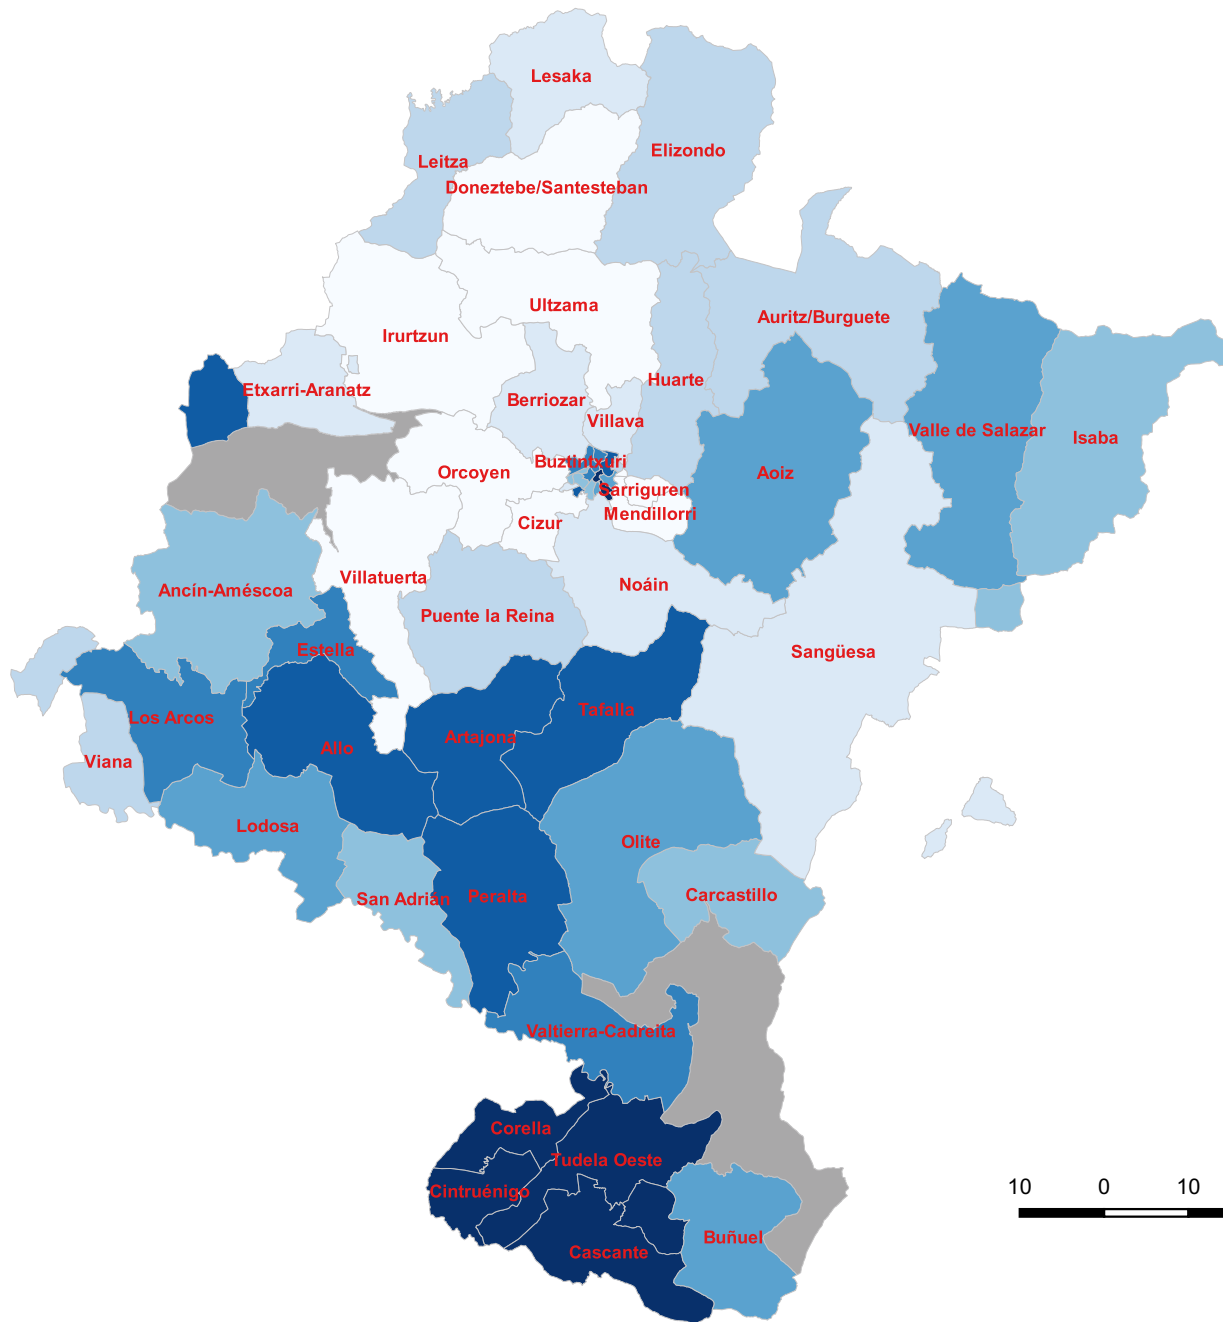 Lesaka
Elizondo
Leitza
Doneztebe/Santesteban
Ultzama
Auritz/Burguete
Irurtzun
Huarte
Etxarri-Aranatz
Berriozar
Villava
Valle de Salazar
Isaba
Buztintxuri
Orcoyen
Aoiz
Sarriguren
Mendillorri
Cizur
Villatuerta
Noáin
Ancín-Améscoa
Puente la Reina
Estella
Sangüesa
Tafalla
Los Arcos
Artajona
Allo
Viana
Lodosa
Olite
San Adrián
Peralta
Carcastillo
Valtierra-Cadreita
Corella
Tudela Oeste
Cintruénigo
10 0 10
Buñuel
Cascante